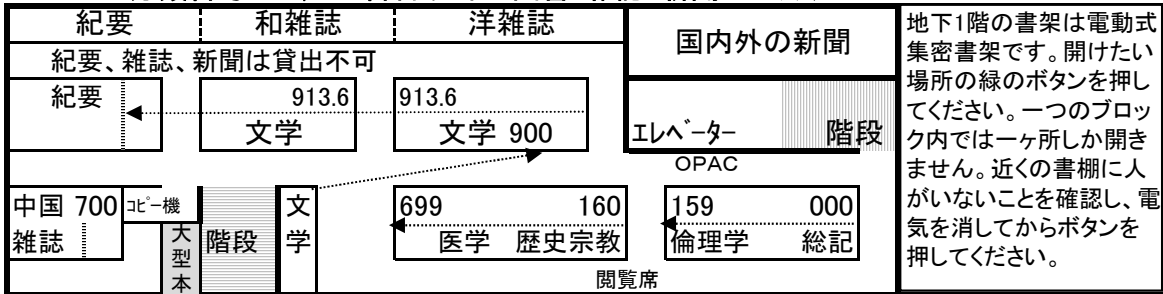 紀要 和雑誌 洋雑誌
国内外の新聞
紀要、雑誌、新聞は貸出不可
紀要
913.6
文学
913.6
文学 900
エレベーター 階段
OPAC
中国 700
雑誌
コピー機
大型本
階段
文学
699 160
医学 歴史宗教
159 000
倫理学 総記
閲覧席
地下1階の書架は電動式
集密書架です。開けたい
場所の緑のボタンを押し
てください。一つのブロッ
ク内では一ヶ所しか開き
ません。近くの書棚に人
がいないことを確認し、電
気を消してからボタンを
押してください。